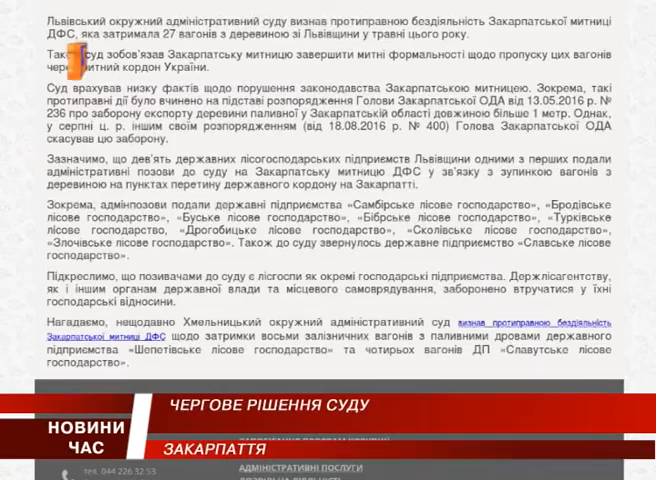 Львівський окружний адміністративний суду визнав протиправною бездіяльність Закарпатської митниці
ДФС, яка затримала 27 вагонів з деревиною зі Львівщини у травні цього року.
суд зобов'язав Закарпатську митницю завершити митні формальності щодо пропуску цих вагонів
кордон України.
Суд врахував низку фактів щодо порушення законодавства Закарпатською митницею. Зокрема, такі
протиправні дії було вчинено на підставі розпорядження Голови Закарпатської ОДА від 13.05.2016 р. №
236 про заборону експорту деревини паливної у Закарпатській області довжиною більше 1 метр. Однак,
у серпні ц. р. іншим своїм розпорядженням (від 18.08.2016 р. № 400) Голова Закарпатської ОДА
скасував цю заборону.
Зазначимо, що дев'ять державних лісогосподарських підприємств Львівщини одними з перших подали
адміністративні позови до суду на Закарпатську митницю ДФС у зв'язку з зупинкою вагонів з
деревиною на пунктах перетину державного кордону на Закарпатті.
Зокрема, адмінпозови подали державні підприємства «Самбірське лісове господарство», «Бродівське
лісове господарство», «Буське лісове господарство», «Бібрське лісове господарство», «Турківське
лісове господарство, «Дрогобицьке лісове господарство», «Сколівське лісове господарство»,
«Злочівське лісове господарство». Також до суду звернулось державне підприємство «Славське лісове
господарство».
Підкреслимо, що позивачами до суду є лісгоспи як окремі господарські підприємства. Держлісагентству,
як і іншим органам державної влади та місцевого самоврядування, заборонено втручатися у їхні
господарські відносини.
Нагадаємо, нещодавно Хмельницький окружний адміністративний суд визнав протиправною бездіяльність
Закарпатської митниці ДФС щодо затримки восьми залізничних вагонів з паливними дровами державного
підприємства «Шепетівське лісове господарство» та чотирьох вагонів ДП «Славутське лісове
господарство».
ЧЕРГОВЕ РІШЕННЯ СУДУ
НОВИНИ
ЧАС
ЗАКАРПАТТЯ
тел. 044 226 32 53
АДМІНІСТРАТИВНІ ПОСЛУГИ